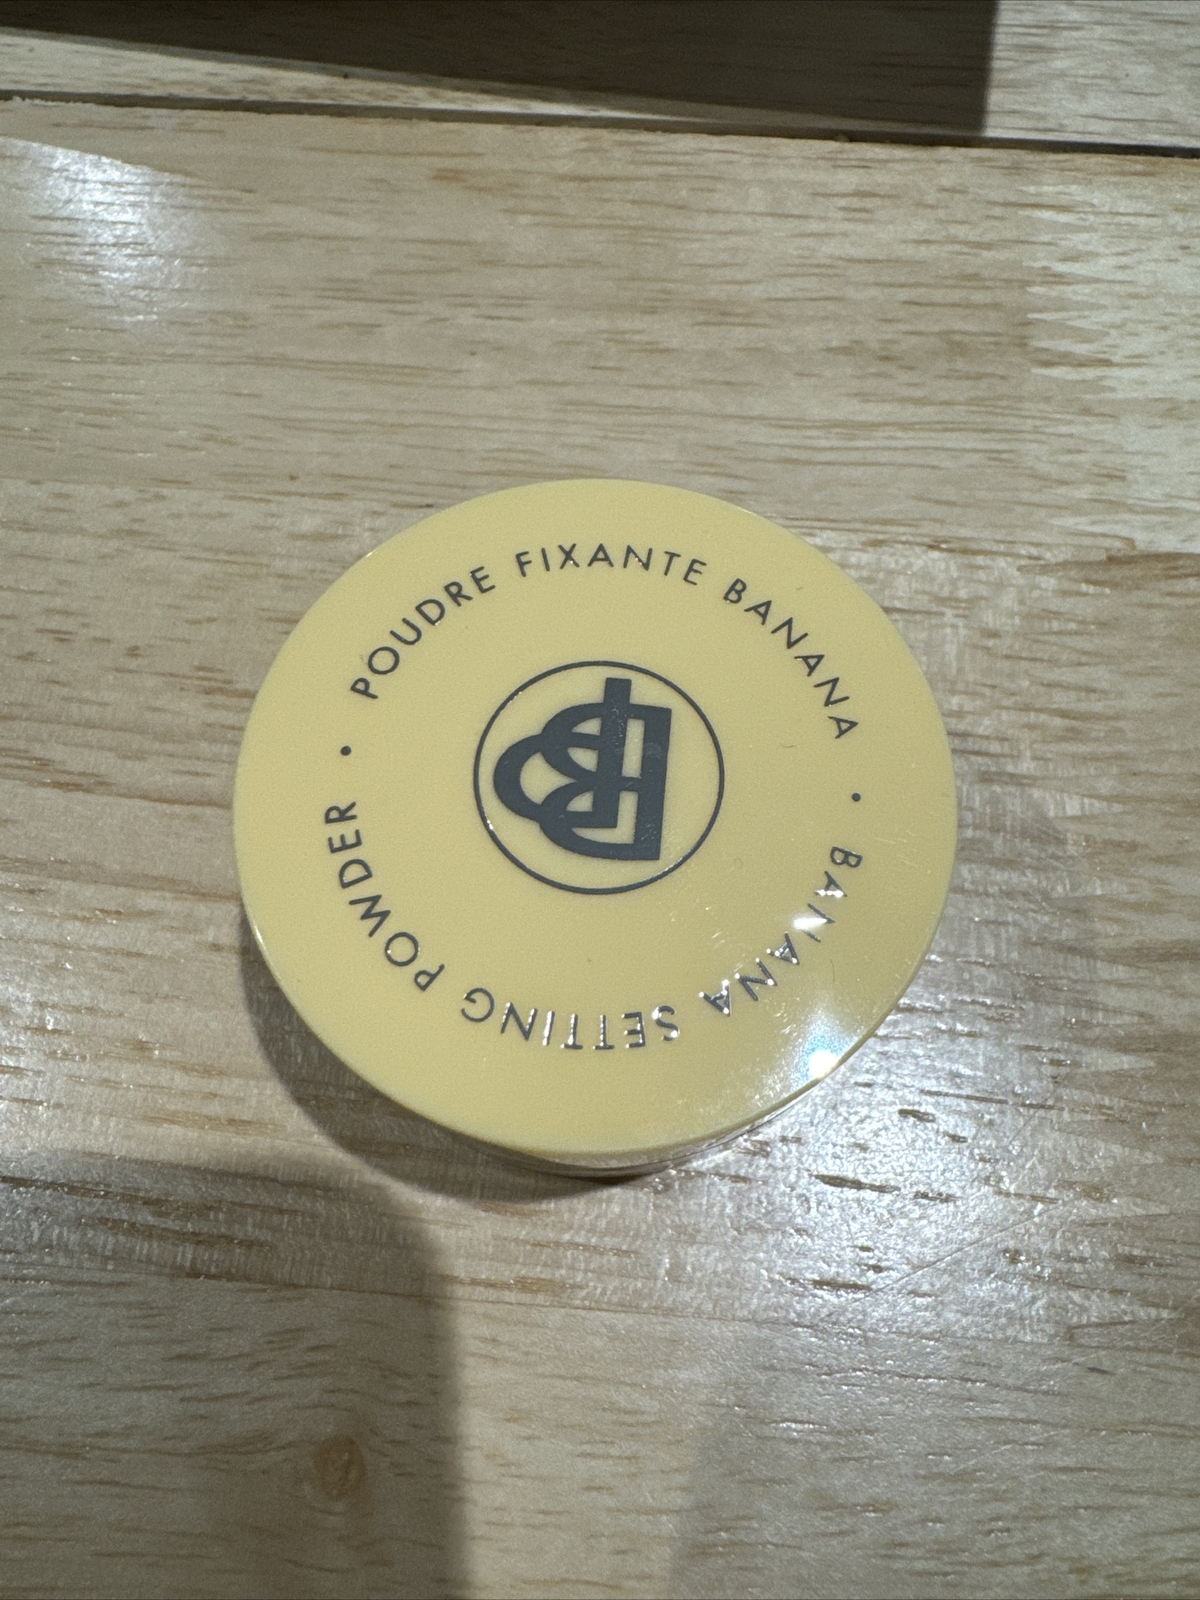 POUDRE FIXANTE BANANA •
BANANA SETTING POWDER •